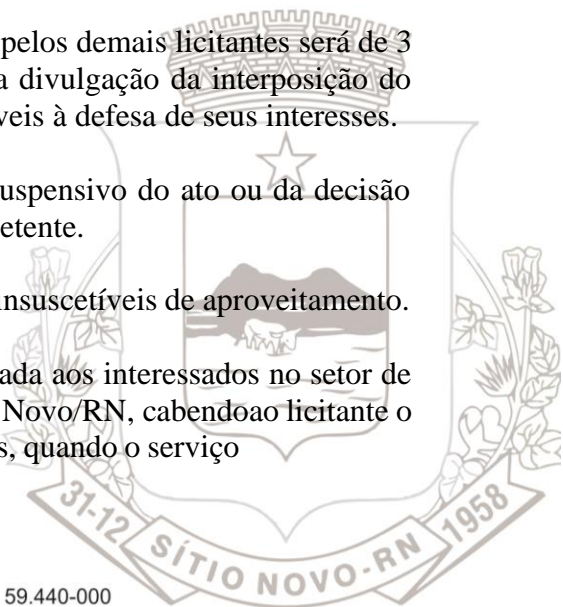 pelos demais licitantes será de 3
a divulgação da interposição do
veis à defesa de seus interesses.
uspensivo do ato ou da decisão
petente.
insuscetíveis de aproveitamento.
ada aos interessados no setor de
Novo/RN, cabendoao licitante o
s, quando o serviço
31-12 SÍTIO NOVO-RN 1958
59.440-000